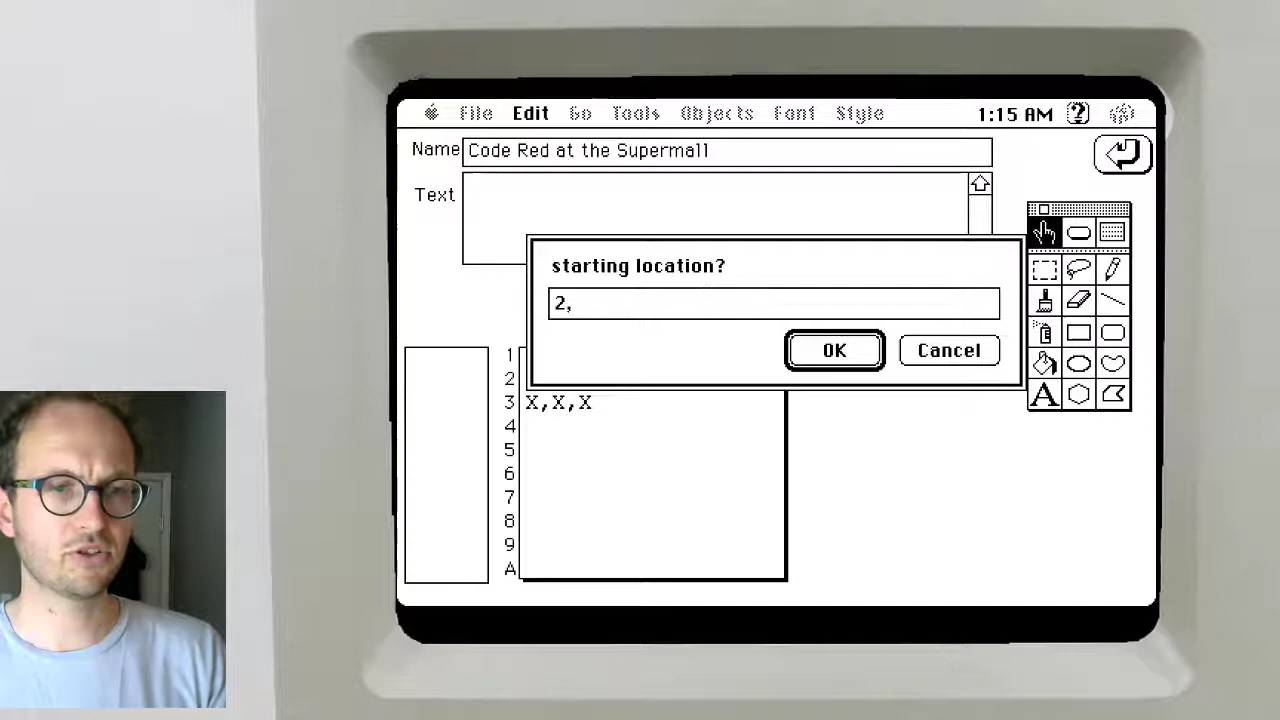 File Edit Go Tools Objects Font Style 1:15 AM
Name Code Red at the Supermall
Text
starting location?
2,
OK Cancel
1
2
3 X,X,X
4
5
6
7
8
9
A